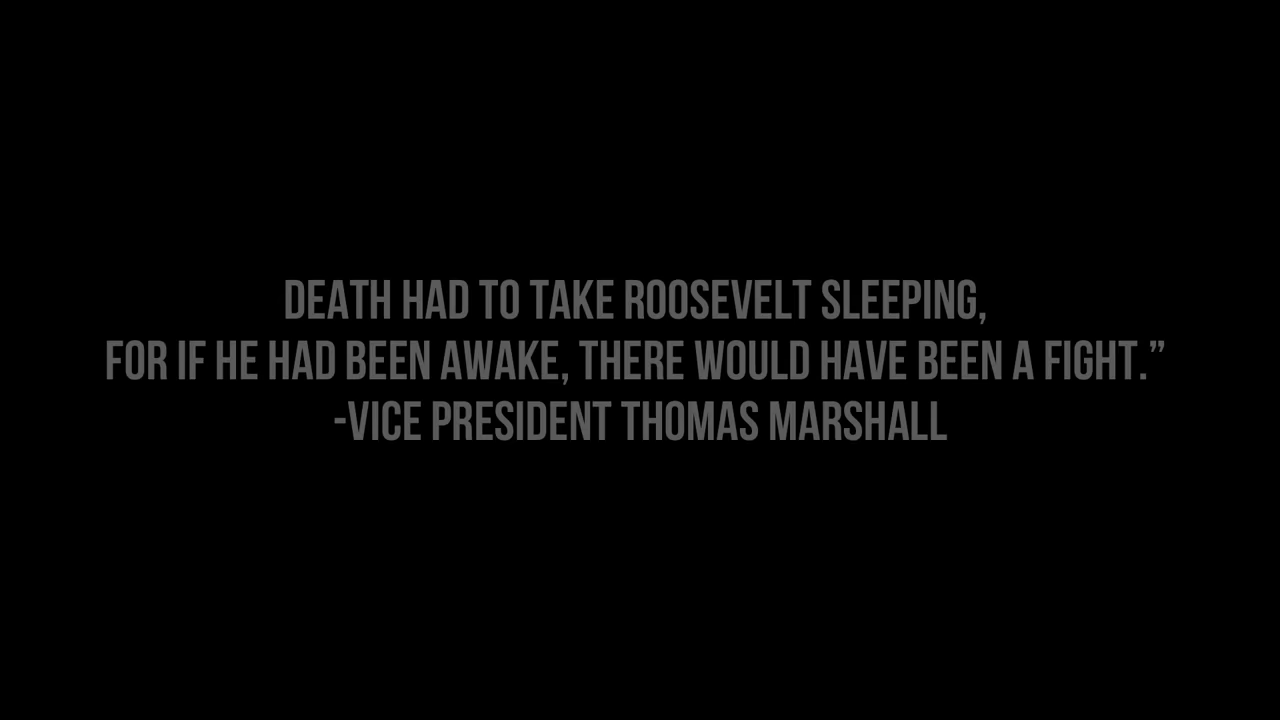 DEATH HAD TO TAKE ROOSEVELT SLEEPING,
FOR IF HE HAD BEEN AWAKE, THERE WOULD HAVE BEEN A FIGHT.”
-VICE PRESIDENT THOMAS MARSHALL